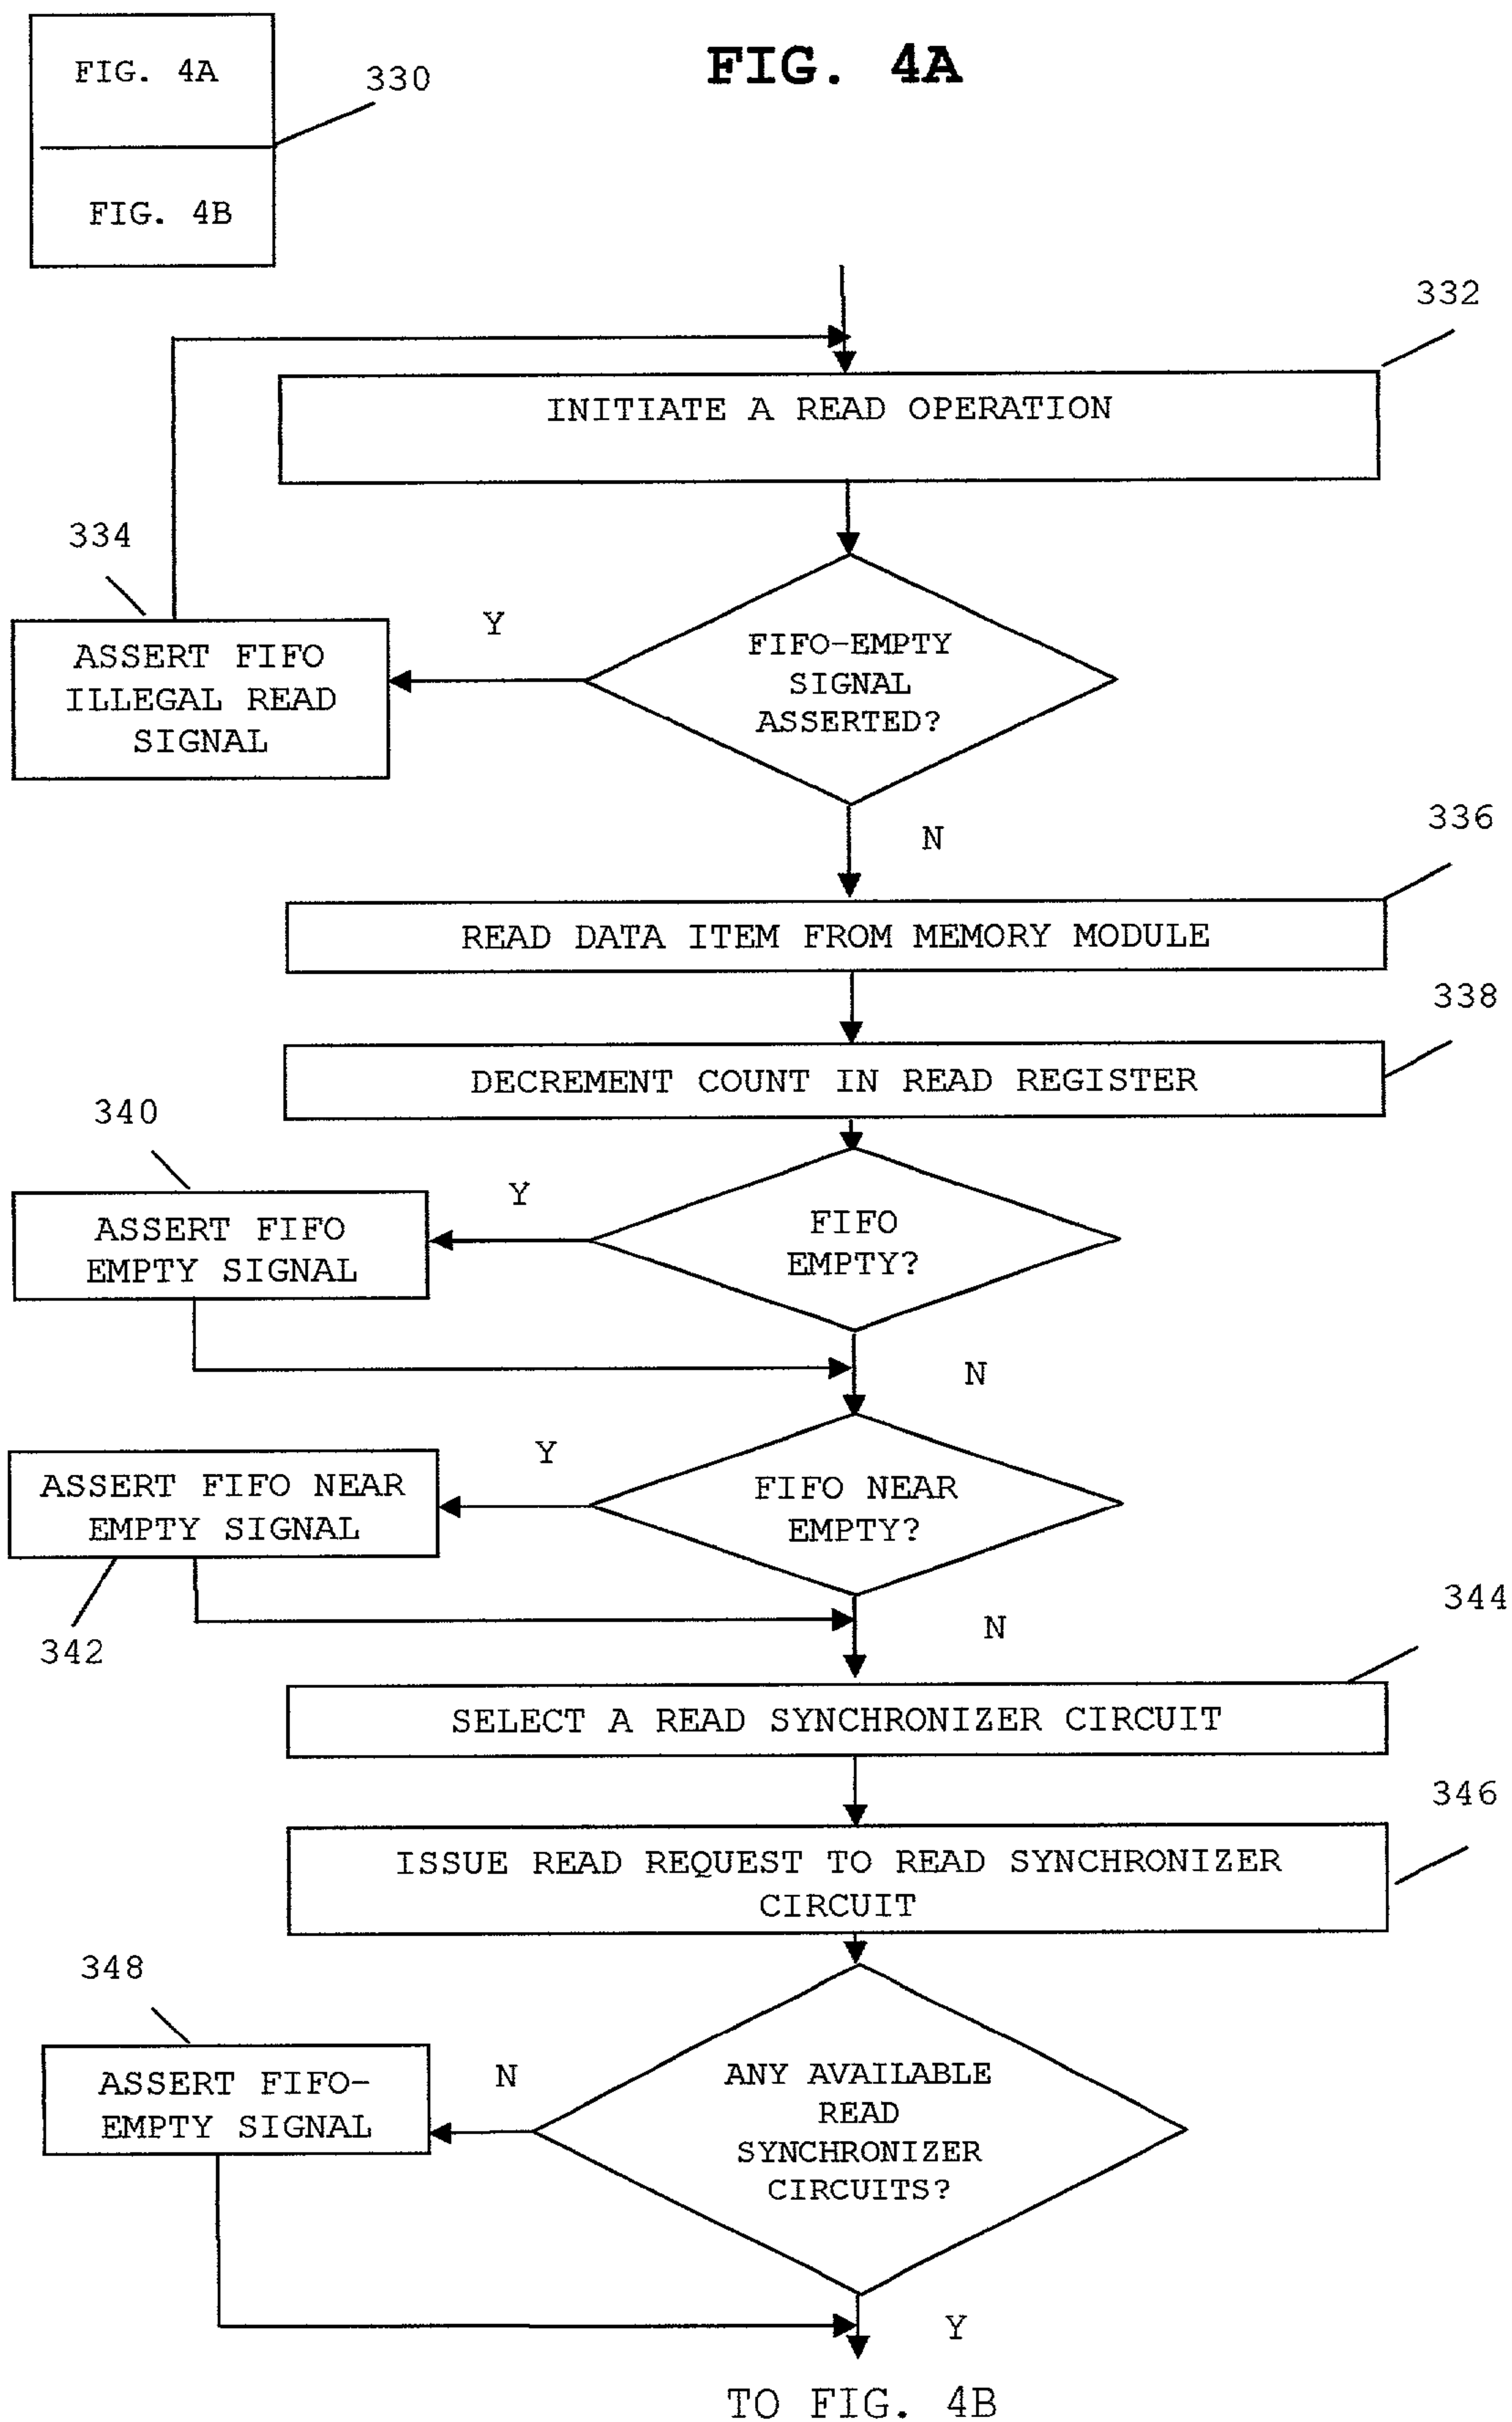 FIG. 4A
FIG. 4A
330
FIG. 4B
332
INITIATE A READ OPERATION
334
Y
ASSERT FIFO
ILLEGAL READ
SIGNAL
FIFO-EMPTY
SIGNAL
ASSERTED?
N
336
READ DATA ITEM FROM MEMORY MODULE
338
DECREMENT COUNT IN READ REGISTER
340
Y
ASSERT FIFO
EMPTY SIGNAL
FIFO
EMPTY?
N
Y
ASSERT FIFO NEAR
EMPTY SIGNAL
FIFO NEAR
EMPTY?
342
N
344
SELECT A READ SYNCHRONIZER CIRCUIT
346
ISSUE READ REQUEST TO READ SYNCHRONIZER
CIRCUIT
348
N
ASSERT FIFO-
EMPTY SIGNAL
ANY AVAILABLE
READ
SYNCHRONIZER
CIRCUITS?
Y
TO FIG. 4B